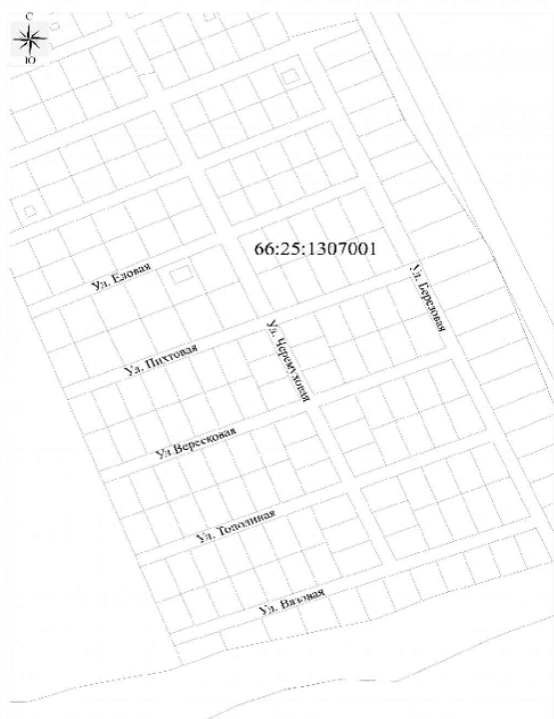 С
Ю
66:25:1307001
Ул. Еловая
Ул. Березовая
Ул. Пихтовая
Ул. Черемуховая
Ул.Вересковая
Ул. Тополиная
Ул. Вязовая